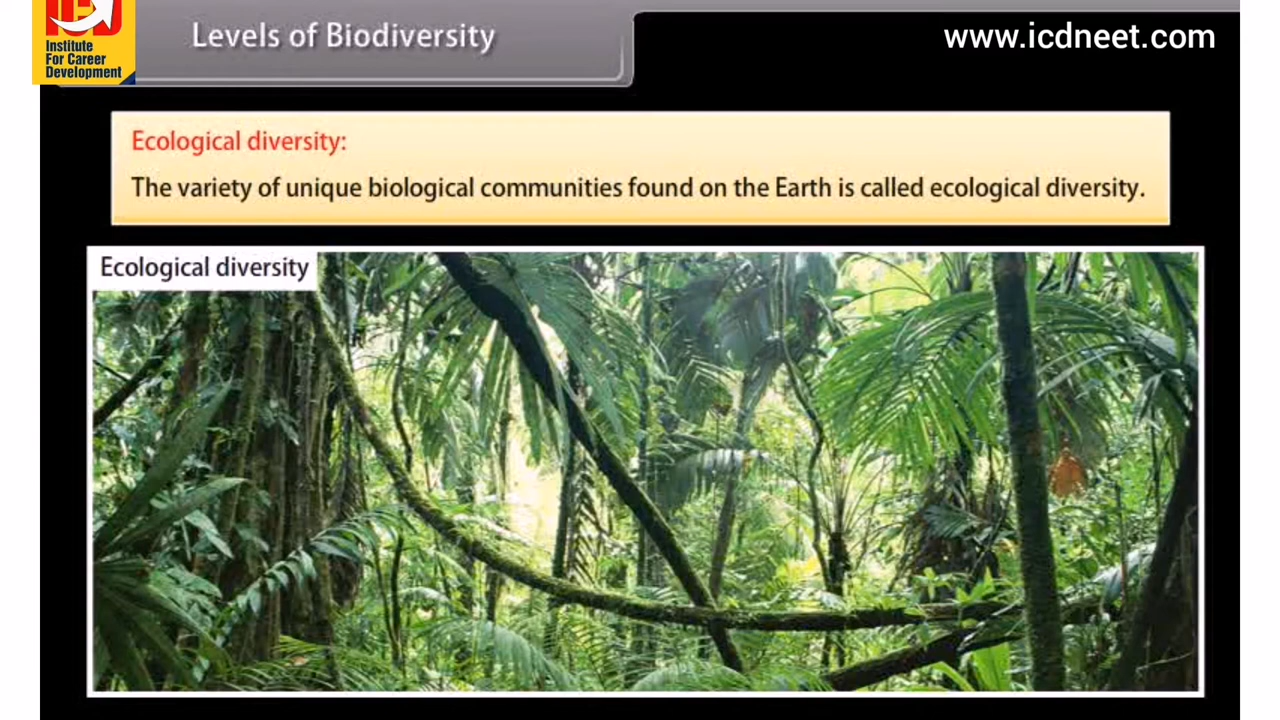 Institute
For Career
Development
Levels of Biodiversity
www.icdneet.com
Ecological diversity:
The variety of unique biological communities found on the Earth is called ecological diversity.
Ecological diversity